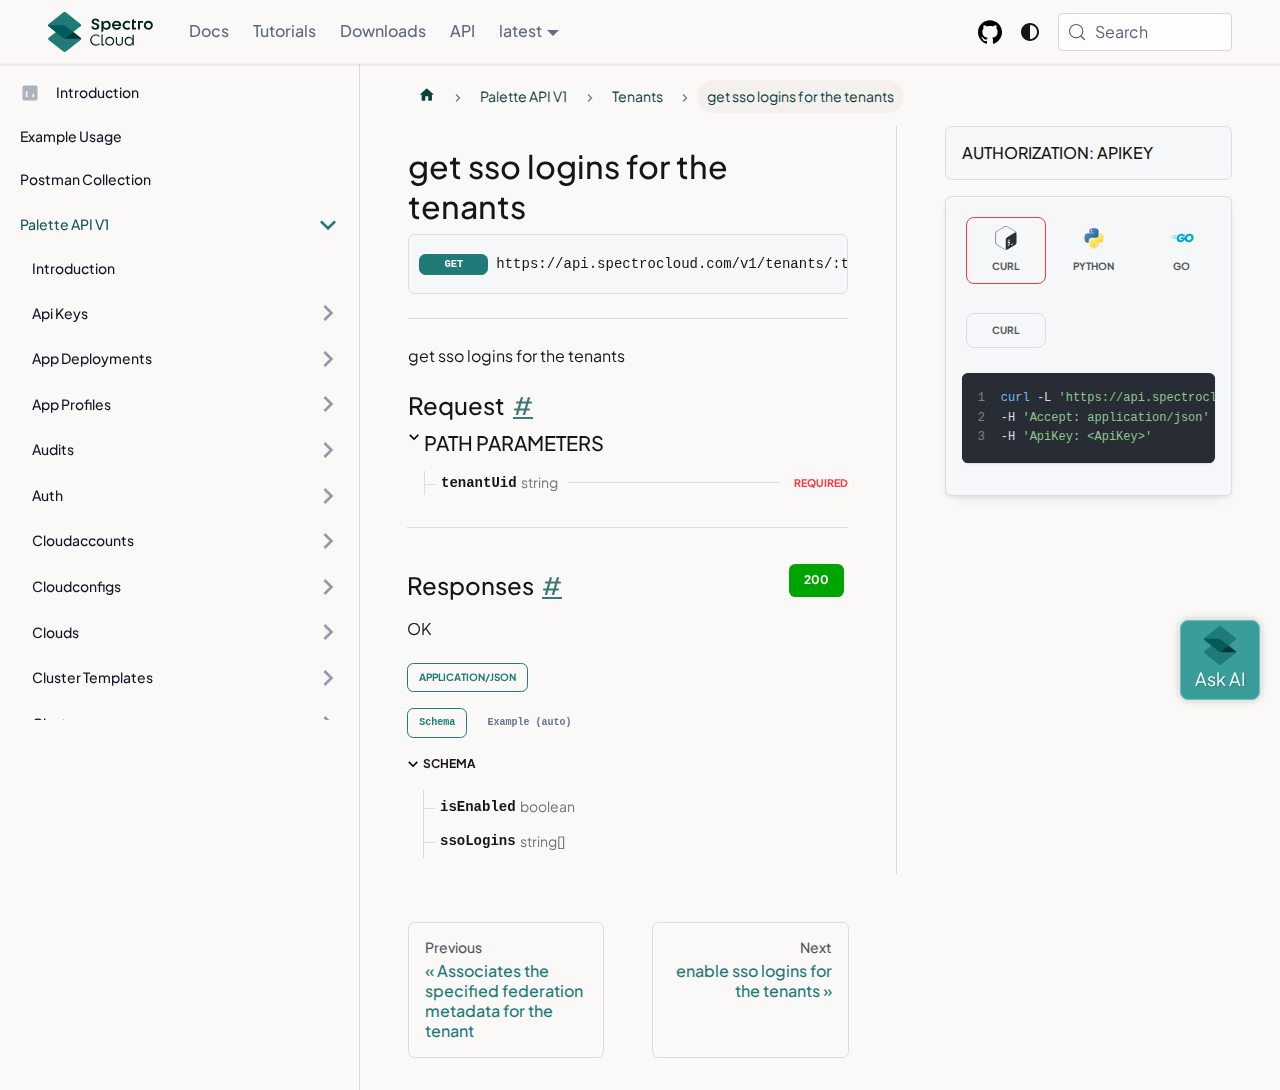 Spectro
Cloud
Docs
Tutorials
Downloads
API
latest
Search
Introduction
Example Usage
Postman Collection
Palette API V1
Introduction
Api Keys
App Deployments
App Profiles
Audits
Auth
Cloudaccounts
Cloudconfigs
Clouds
Cluster Templates
Palette API V1
Tenants
get sso logins for the tenants
get sso logins for the
tenants
GET https://api.spectrocloud.com/v1/tenants/:t
get sso logins for the tenants
Request #
PATH PARAMETERS
tenantUid string REQUIRED
Responses #
200
OK
APPLICATION/JSON
Schema
Example (auto)
SCHEMA
isEnabled boolean
ssoLogins string[]
Previous
« Associates the
specified federation
metadata for the
tenant
Next
enable sso logins for
the tenants »
AUTHORIZATION: APIKEY
CURL
PYTHON
GO
CURL
1 curl -L 'https://api.spectrocl
2 -H 'Accept: application/json'
3 -H 'ApiKey: <ApiKey>'
Ask AI